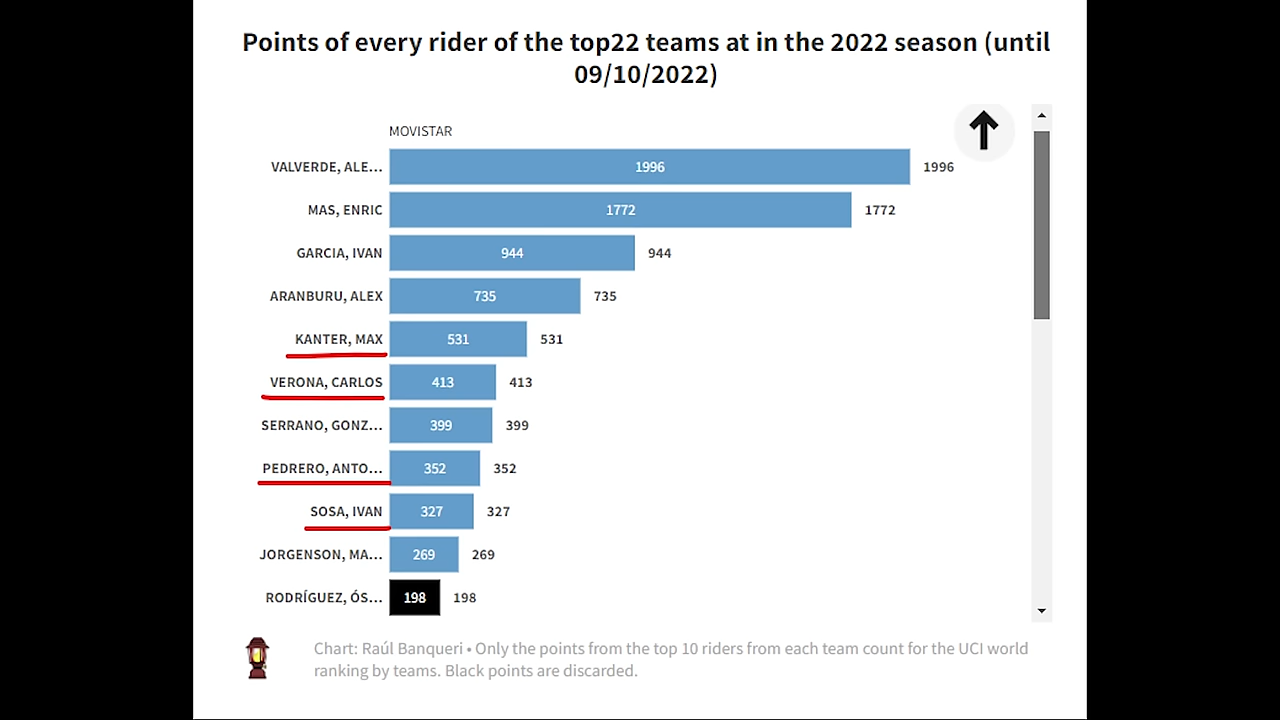 Points of every rider of the top22 teams at in the 2022 season (until
09/10/2022)
MOVISTAR
VALVERDE, ALE... 1996 1996
MAS, ENRIC 1772 1772
GARCIA, IVAN 944 944
ARANBURU, ALEX 735 735
KANTER, MAX 531 531
VERONA, CARLOS 413 413
SERRANO, GONZ... 399 399
PEDRERO, ANTO... 352 352
SOSA, IVAN 327 327
JORGENSON, MA... 269 269
RODRÍGUEZ, ÓS... 198 198
Chart: Raúl Banqueri • Only the points from the top 10 riders from each team count for the UCI world
ranking by teams. Black points are discarded.